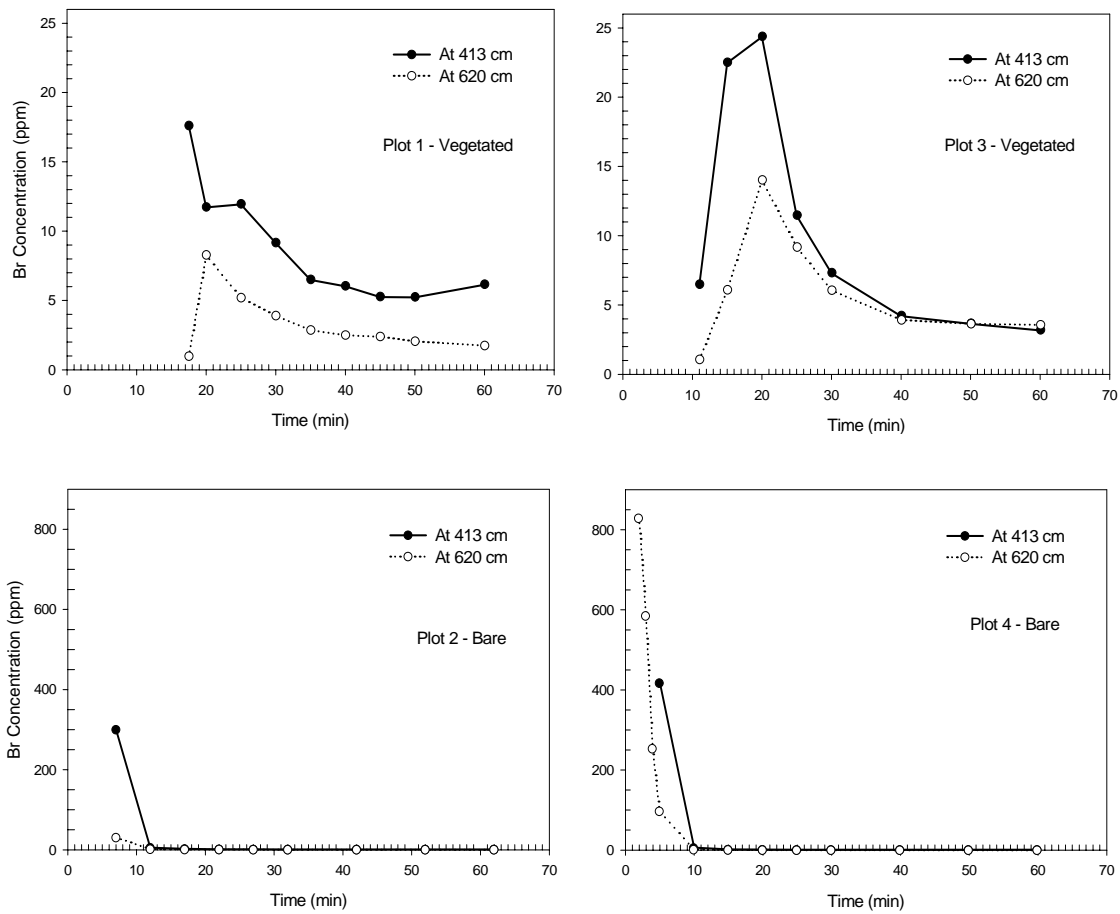 25
20
15
10
5
0
Br Concentration (ppm)
At 413 cm
At 620 cm
Plot 1 - Vegetated
0 10 20 30 40 50 60 70
Time (min)
25
20
15
10
5
0
At 413 cm
At 620 cm
Plot 3 - Vegetated
0 10 20 30 40 50 60 70
Time (min)
800
600
400
200
0
Br Concentration (ppm)
At 413 cm
At 620 cm
Plot 2 - Bare
0 10 20 30 40 50 60 70
Time (min)
800
600
400
200
0
At 413 cm
At 620 cm
Plot 4 - Bare
0 10 20 30 40 50 60 70
Time (min)